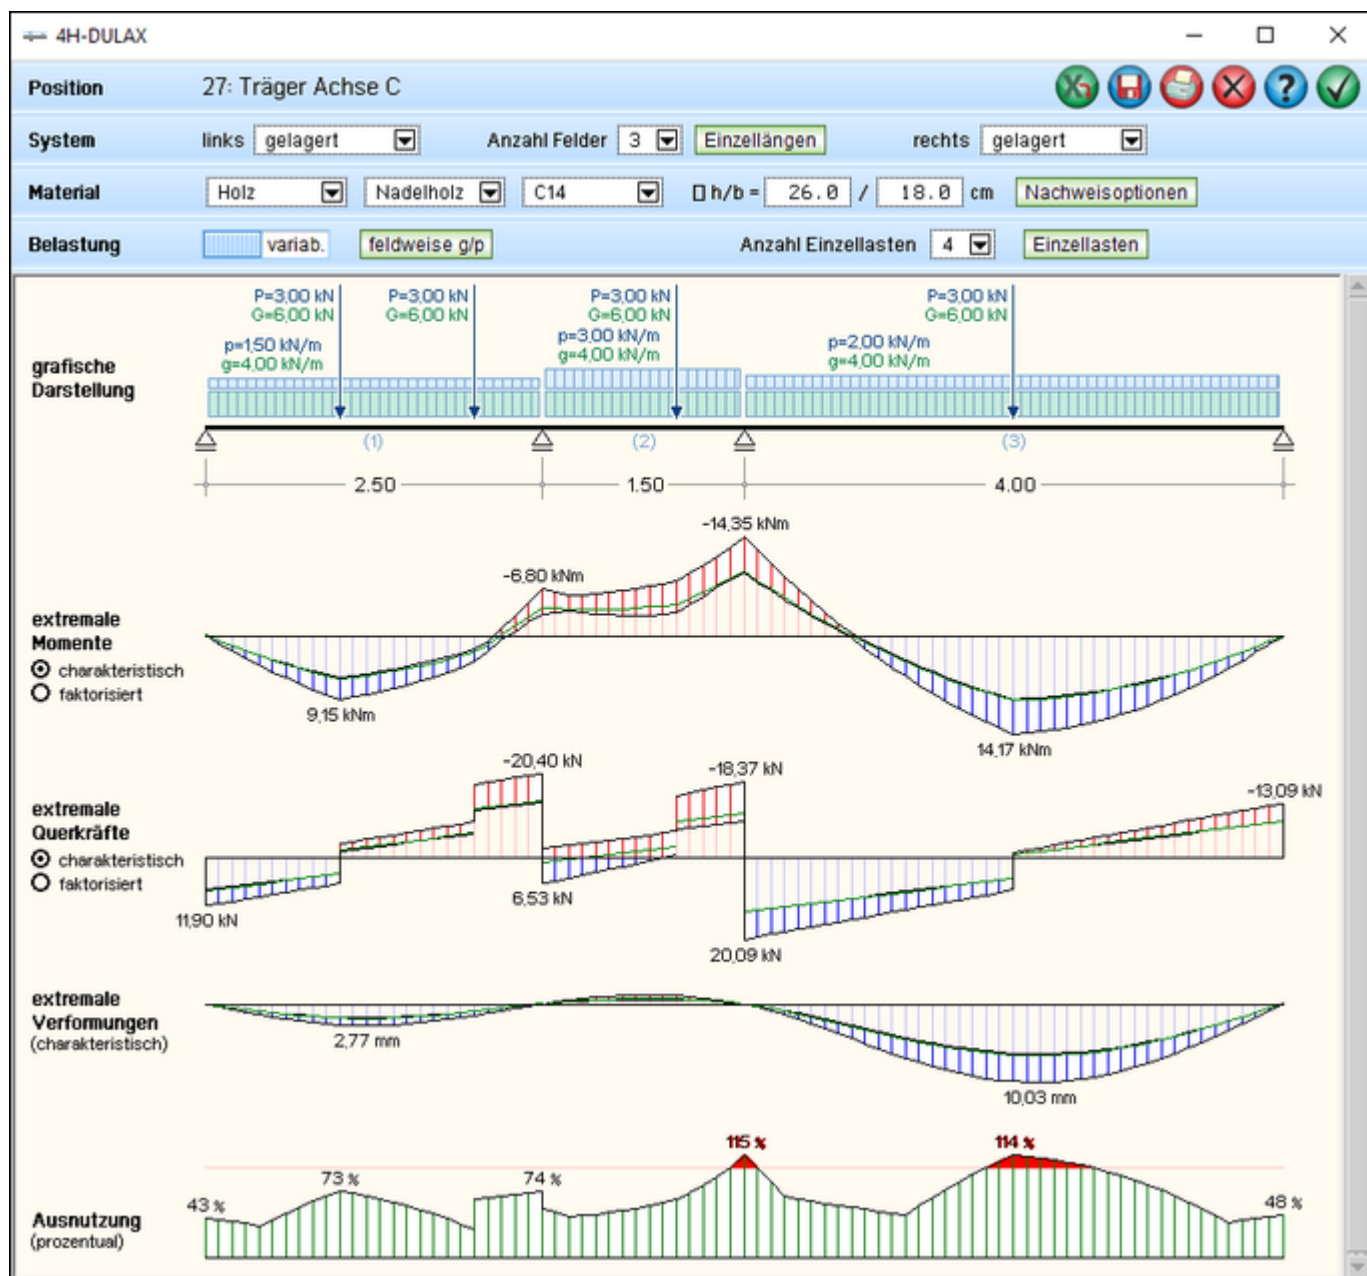 4H-DULAX
Position 27: Träger Achse C
System links gelagert Anzahl Felder 3 Einzellängen rechts gelagert
Material Holz Nadelholz C14 h/b = 26.0 / 18.0 cm Nachweisoptionen
Belastung variab. feldweise g/p Anzahl Einzellasten 4 Einzellasten
P=3,00 kN P=3,00 kN P=3,00 kN P=3,00 kN
G=6,00 kN G=6,00 kN G=6,00 kN G=6,00 kN
p=1,50 kN/m p=3,00 kN/m p=2,00 kN/m
g=4,00 kN/m g=4,00 kN/m g=4,00 kN/m
grafische
Darstellung
(1) (2) (3)
2.50 1.50 4.00
-14,35 kNm
-6,80 kNm
extremale
Momente
charakteristisch
faktorisiert
9,15 kNm
14,17 kNm
-20,40 kN -18,37 kN -13,09 kN
extremale
Querkräfte
charakteristisch
faktorisiert
11,90 kN 6,53 kN
20,09 kN
extremale
Verformungen
(charakteristisch)
2,77 mm
10,03 mm
115 % 114 %
73 % 74 %
43 % 48 %
Ausnutzung
(prozentual)